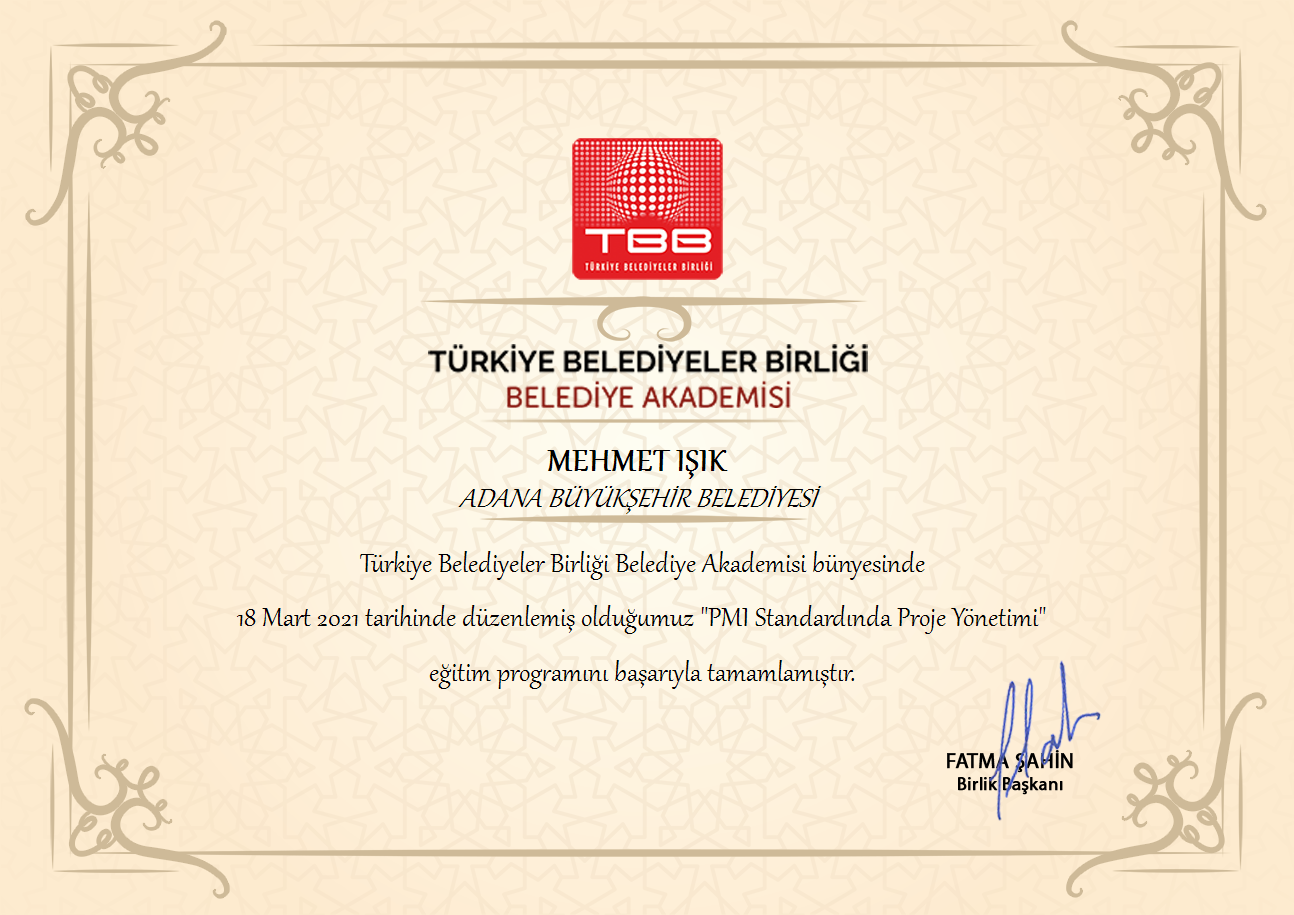 TBB
TÜRKİYE BELEDİYELER BİRLİĞİ
TÜRKİYE BELEDİYELER BİRLİĞİ
BELEDİYE AKADEMİSİ
MEHMET IŞIK
ADANA BÜYÜKŞEHİR BELEDİYESİ
Türkiye Belediyeler Birliği Belediye Akademisi bünyesinde
18 Mart 2021 tarihinde düzenlemiş olduğumuz "PMI Standardında Proje Yönetimi"
eğitim programını başarıyla tamamlamıştır.
FATMA ŞAHİN
Birlik Başkanı